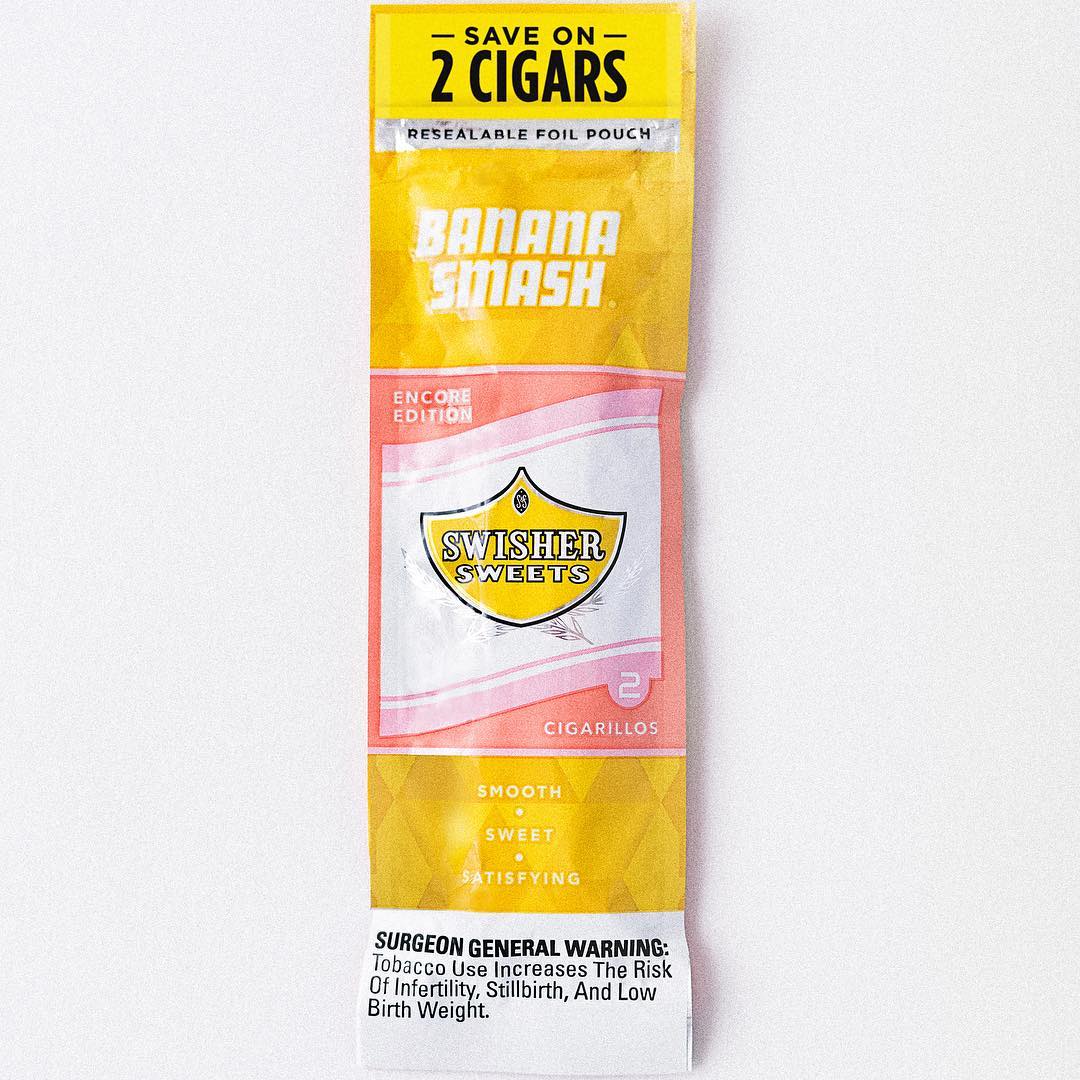 — SAVE ON —
2 CIGARS
RESEALABLE FOIL POUCH
BANANA
SMASH
ENCORE
EDITION
SWISHER
SWEETS
2
CIGARILLOS
SMOOTH
•
SWEET
•
SATISFYING
SURGEON GENERAL WARNING:
Tobacco Use Increases The Risk
Of Infertility, Stillbirth, And Low
Birth Weight.